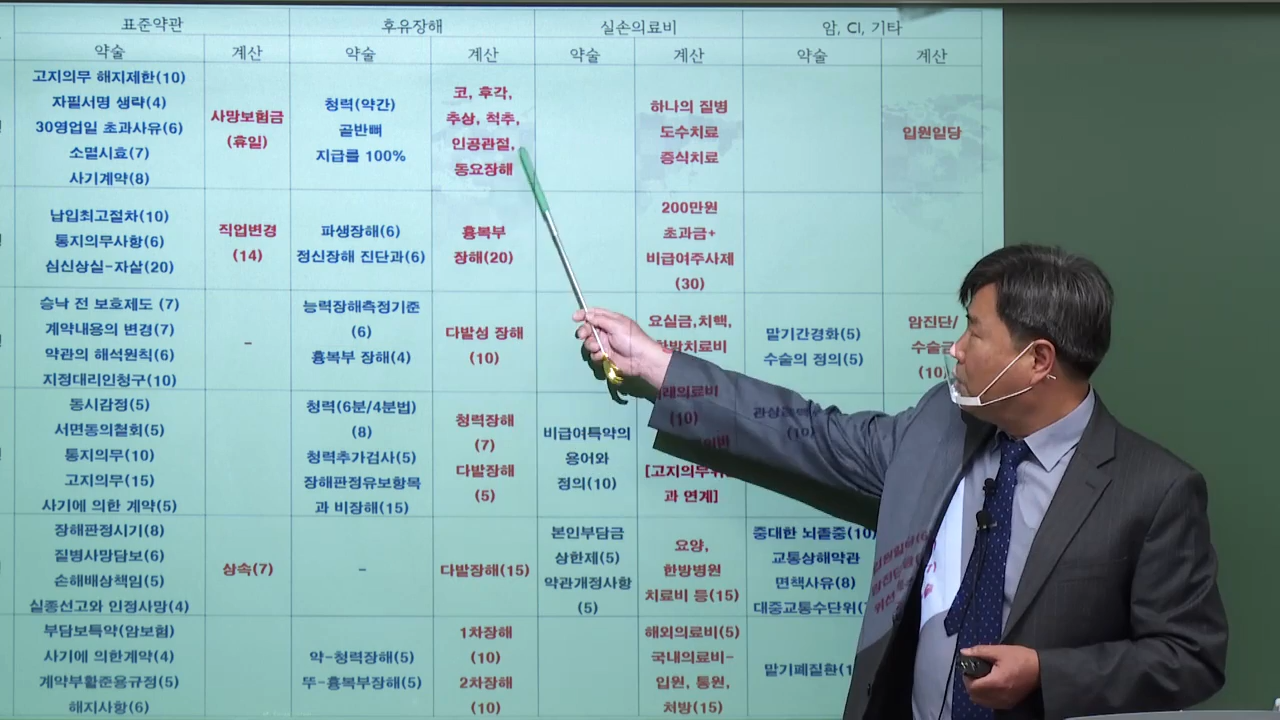 표준약관 후유장해 실손의료비 암, CI, 기타
약술 계산 약술 계산 약술 계산 약술 계산
고지의무 해지제한(10)
자필서명 생략(4)
30영업일 초과사유(6)
소멸시효(7)
사기계약(8)
사망보험금
(휴일)
청력(약간)
골반뼈
지급률 100%
코, 후각,
추상, 척추,
인공관절,
동요장해
하나의 질병
도수치료
증식치료
입원일당
납입최고절차(10)
통지의무사항(6)
심신상실-자살(20)
직업변경
(14)
파생장해(6)
정신장해 진단과(6)
흉복부
장해(20)
200만원
초과금+
비급여주사제
(30)
승낙 전 보호제도 (7)
계약내용의 변경(7)
약관의 해석원칙(6)
지정대리인청구(10)
-
능력장해측정기준
(6)
흉복부 장해(4)
다발성 장해
(10)
요실금,치핵,
한방치료비
말기간경화(5)
수술의 정의(5)
암진단/
수술금
(10)
동시감정(5)
서면동의철회(5)
통지의무(10)
고지의무(15)
사기에 의한 계약(5)
청력(6분/4분법)
(8)
청력추가검사(5)
장해판정유보항목
과 비장해(15)
청력장해
(7)
다발장해
(5)
비급여특약의
용어와
정의(10)
(10)
[고지의무위
과 연계]
(10)
장해판정시기(8)
질병사망담보(6)
손해배상책임(5)
실종선고와 인정사망(4)
상속(7)
-
다발장해(15)
본인부담금
상한제(5)
약관개정사항
(5)
요양,
한방병원
치료비 등(15)
중대한 뇌졸중(10)
교통상해약관
면책사유(8)
대중교통수단위(7
부담보특약(암보험)
사기에 의한계약(4)
계약부활준용규정(5)
해지사항(6)
약-청력장해(5)
뚜-흉복부장해(5)
1차장해
(10)
2차장해
(10)
해외의료비(5)
국내의료비-
입원, 통원,
처방(15)
말기폐질환(1